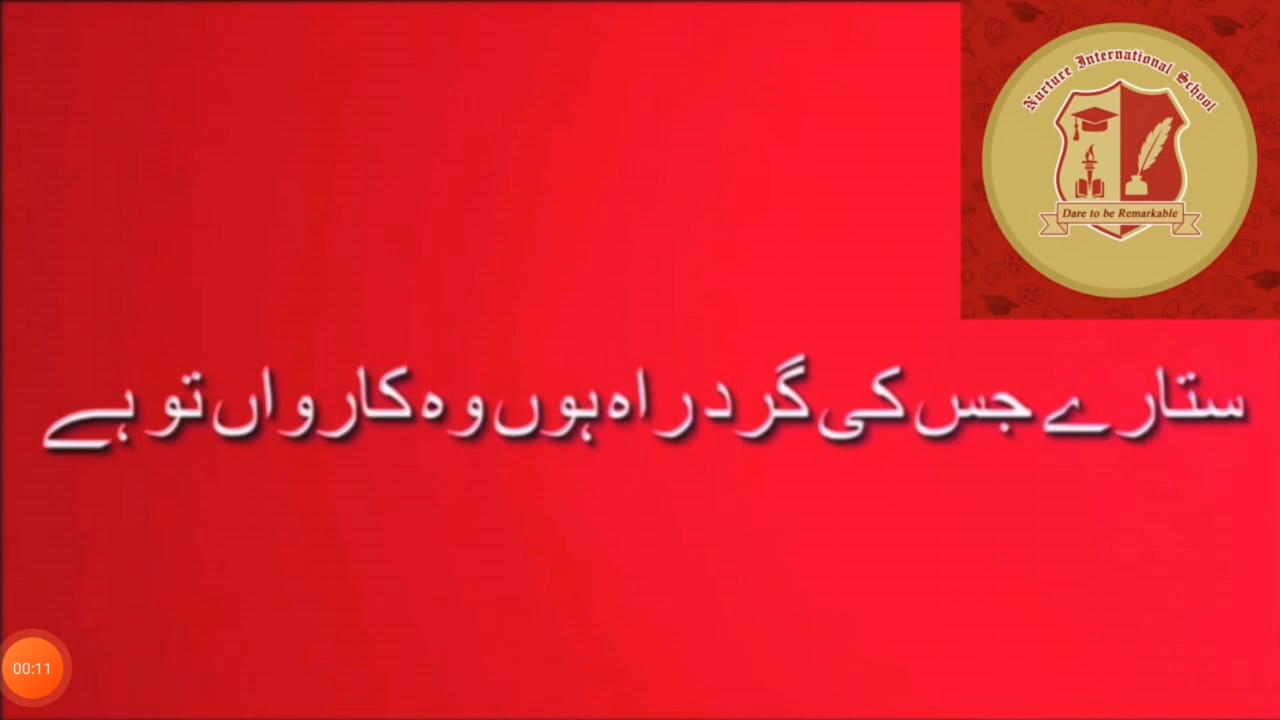 Nurture International School
Dare to be Remarkable
ستارے جس کی گرد راہ ہوں وہ کارواں تو ہے
00:11